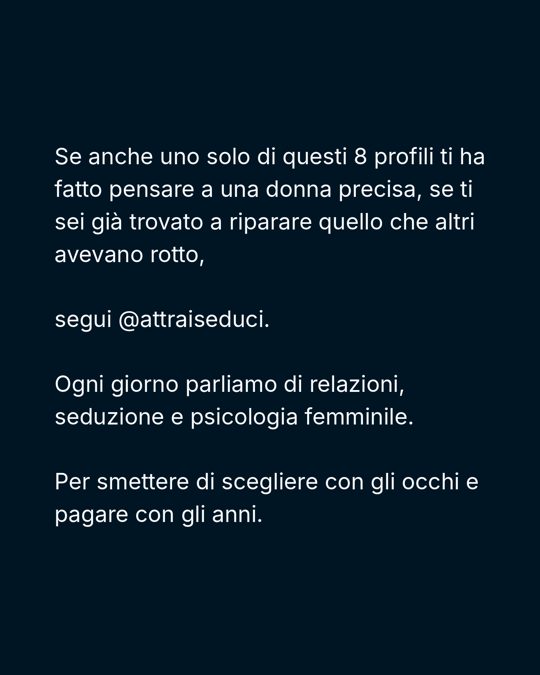 Se anche uno solo di questi 8 profili ti ha
fatto pensare a una donna precisa, se ti
sei già trovato a riparare quello che altri
avevano rotto,
segui @attraiseduci.
Ogni giorno parliamo di relazioni,
seduzione e psicologia femminile.
Per smettere di scegliere con gli occhi e
pagare con gli anni.